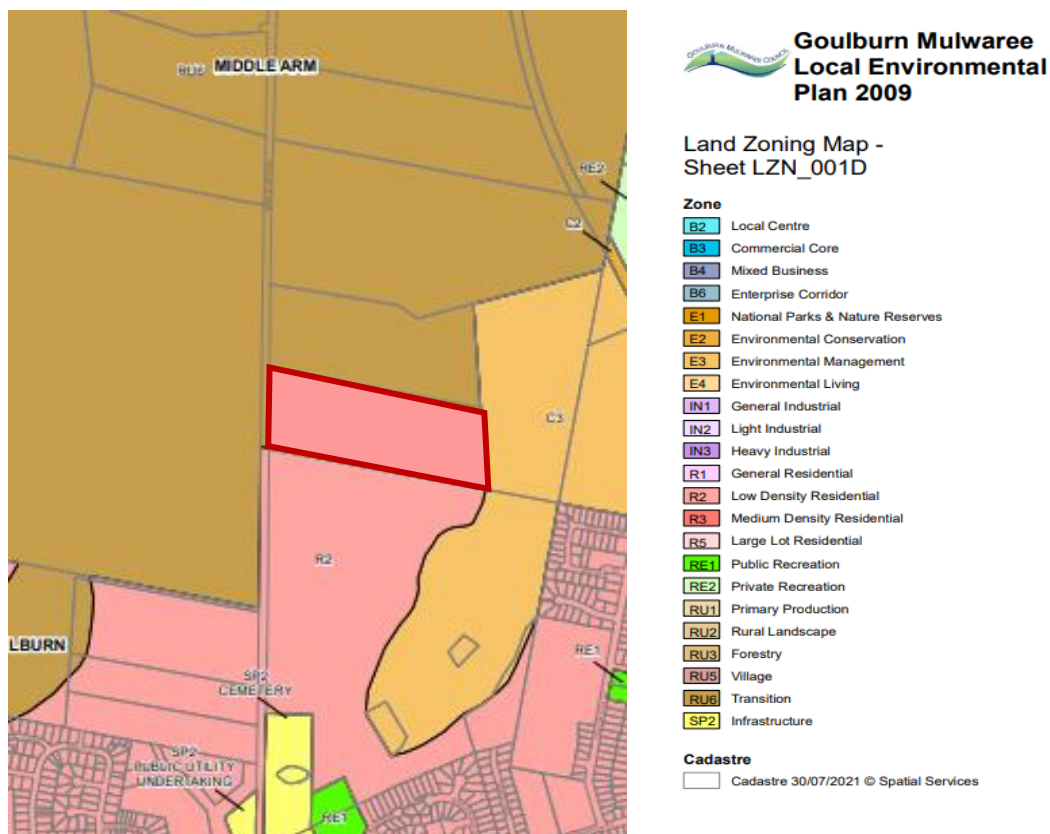 MIDDLE ARM
RU6
RE2
C2
C3
R2
LBURN
RE1
SP2
CEMETERY
SP2
PUBLIC UTILITY
UNDERTAKING
RE1
GOULBURN MULWAREE COUNCIL
Goulburn Mulwaree
Local Environmental
Plan 2009
Land Zoning Map -
Sheet LZN_001D
Zone
B2 Local Centre
B3 Commercial Core
B4 Mixed Business
B6 Enterprise Corridor
E1 National Parks & Nature Reserves
E2 Environmental Conservation
E3 Environmental Management
E4 Environmental Living
IN1 General Industrial
IN2 Light Industrial
IN3 Heavy Industrial
R1 General Residential
R2 Low Density Residential
R3 Medium Density Residential
R5 Large Lot Residential
RE1 Public Recreation
RE2 Private Recreation
RU1 Primary Production
RU2 Rural Landscape
RU3 Forestry
RU5 Village
RU6 Transition
SP2 Infrastructure
Cadastre
Cadastre 30/07/2021 © Spatial Services